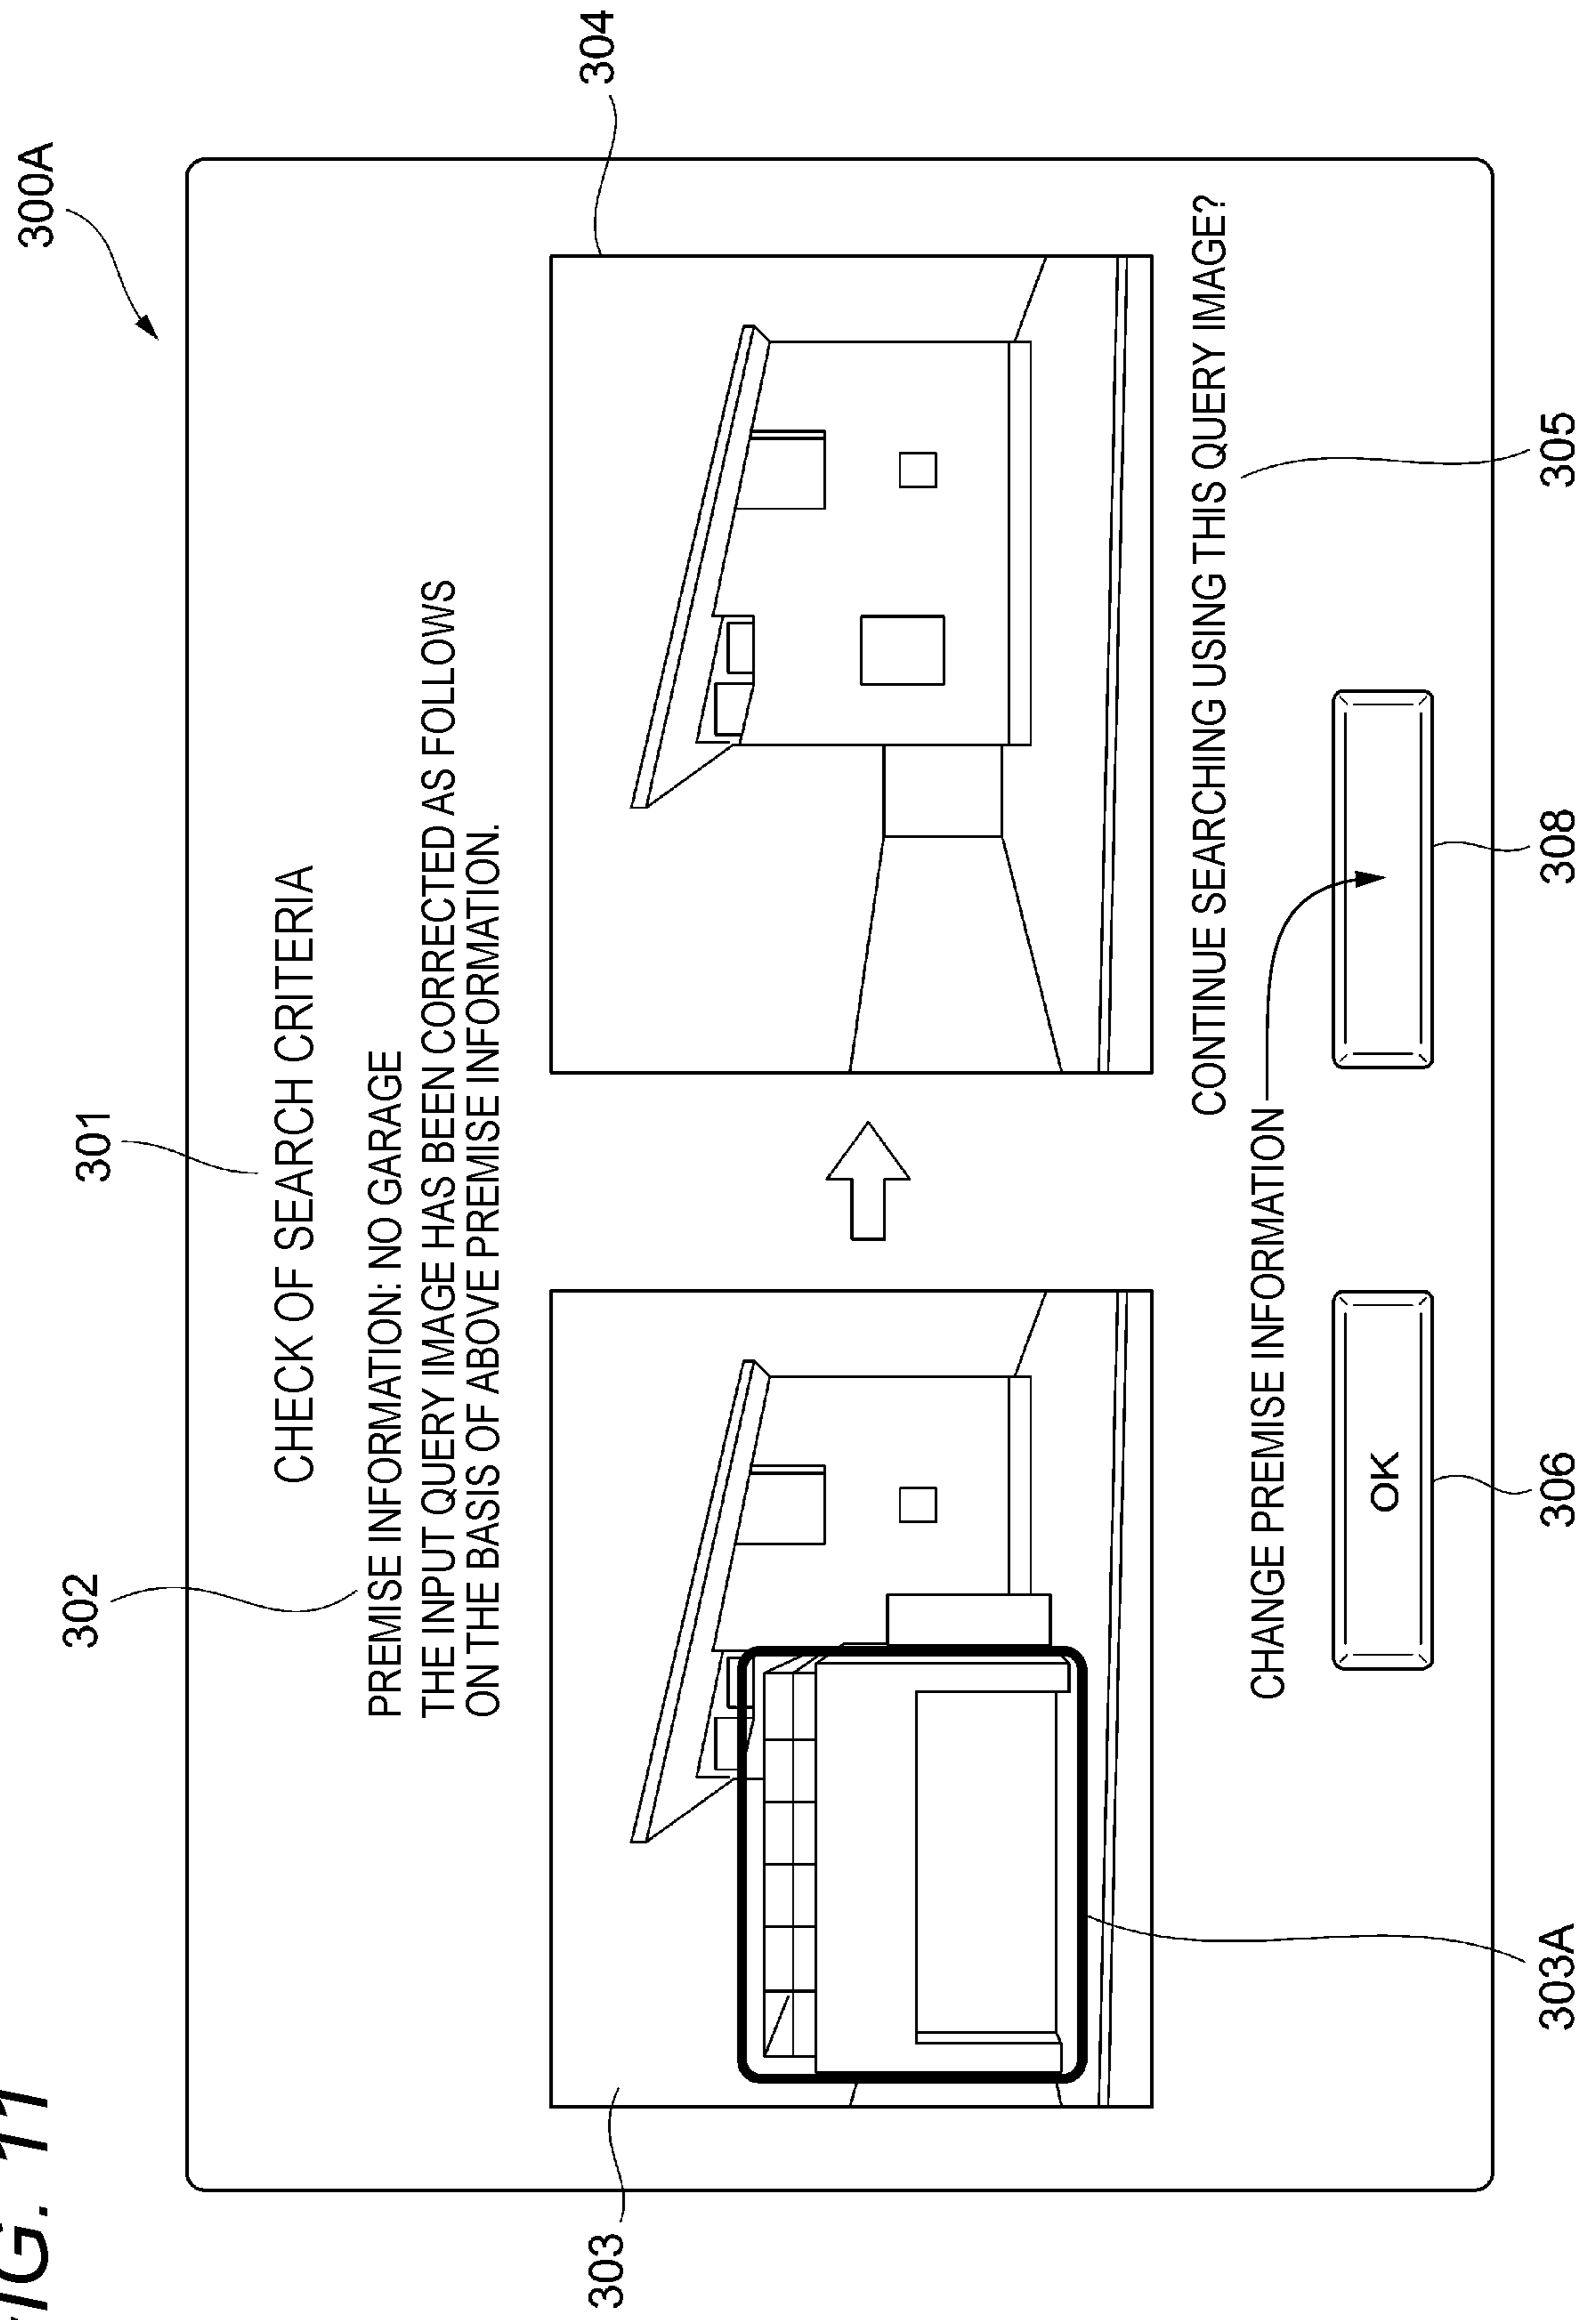 FIG. 11
300A
301
CHECK OF SEARCH CRITERIA
302
PREMISE INFORMATION: NO GARAGE
THE INPUT QUERY IMAGE HAS BEEN CORRECTED AS FOLLOWS
ON THE BASIS OF ABOVE PREMISE INFORMATION.
303
304
CONTINUE SEARCHING USING THIS QUERY IMAGE?
CHANGE PREMISE INFORMATION
OK
303A
306
308
305